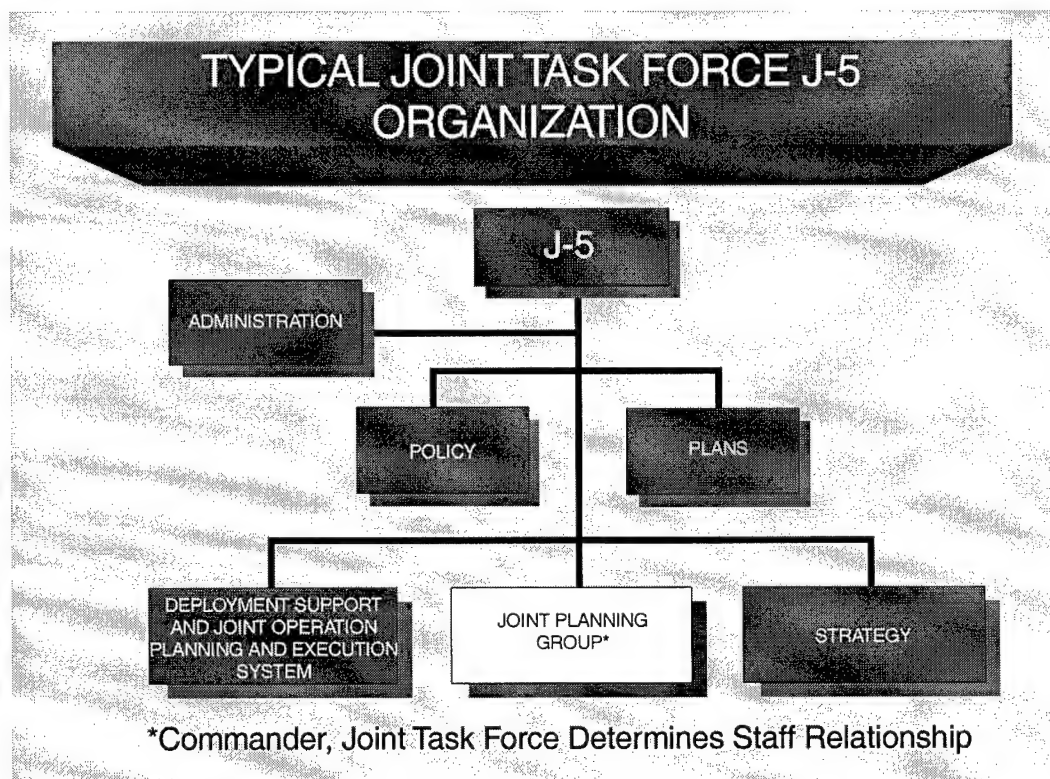 TYPICAL JOINT TASK FORCE J-5
ORGANIZATION
J-5
ADMINISTRATION
POLICY
PLANS
DEPLOYMENT SUPPORT
AND JOINT OPERATION
PLANNING AND EXECUTION
SYSTEM
JOINT PLANNING
GROUP*
STRATEGY
*Commander, Joint Task Force Determines Staff Relationship